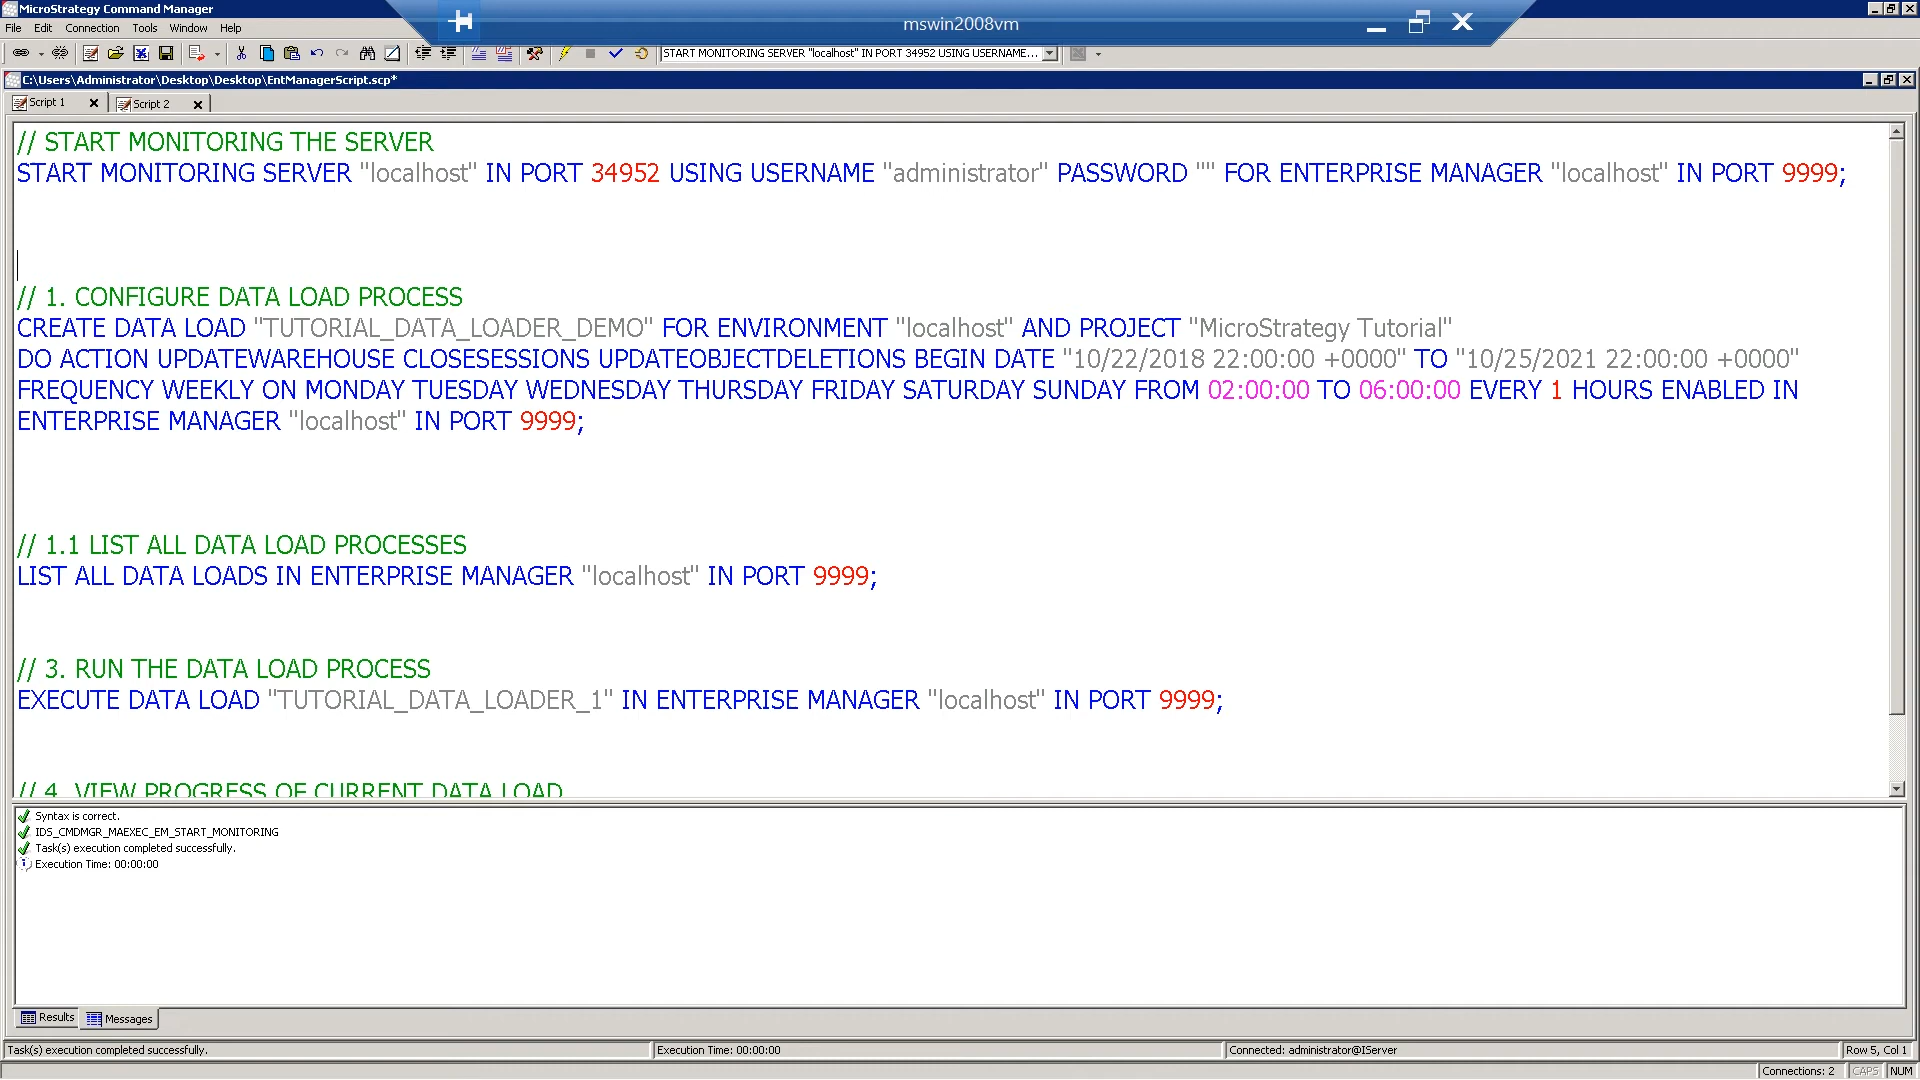 MicroStrategy Command Manager
mswin2008vm
File Edit Connection Tools Window Help
START MONITORING SERVER "localhost" IN PORT 34952 USING USERNAME...
C:\Users\Administrator\Desktop\Desktop\EntManagerScript.scp*
Script 1 Script 2
// START MONITORING THE SERVER
START MONITORING SERVER "localhost" IN PORT 34952 USING USERNAME "administrator" PASSWORD "" FOR ENTERPRISE MANAGER "localhost" IN PORT 9999;
// 1. CONFIGURE DATA LOAD PROCESS
CREATE DATA LOAD "TUTORIAL_DATA_LOADER_DEMO" FOR ENVIRONMENT "localhost" AND PROJECT "MicroStrategy Tutorial"
DO ACTION UPDATEWAREHOUSE CLOSESESSIONS UPDATEOBJECTDELETIONS BEGIN DATE "10/22/2018 22:00:00 +0000" TO "10/25/2021 22:00:00 +0000"
FREQUENCY WEEKLY ON MONDAY TUESDAY WEDNESDAY THURSDAY FRIDAY SATURDAY SUNDAY FROM 02:00:00 TO 06:00:00 EVERY 1 HOURS ENABLED IN
ENTERPRISE MANAGER "localhost" IN PORT 9999;
// 1.1 LIST ALL DATA LOAD PROCESSES
LIST ALL DATA LOADS IN ENTERPRISE MANAGER "localhost" IN PORT 9999;
// 3. RUN THE DATA LOAD PROCESS
EXECUTE DATA LOAD "TUTORIAL_DATA_LOADER_1" IN ENTERPRISE MANAGER "localhost" IN PORT 9999;
// 4. VIEW PROGRESS OF CURRENT DATA LOAD
Syntax is correct.
IDS_CMDMGR_MAEXEC_EM_START_MONITORING
Task(s) execution completed successfully.
Execution Time: 00:00:00
Results Messages
Task(s) execution completed successfully. Execution Time: 00:00:00 Connected: administrator@IServer Row 5, Col 1
Connections: 2 CAPS NUM